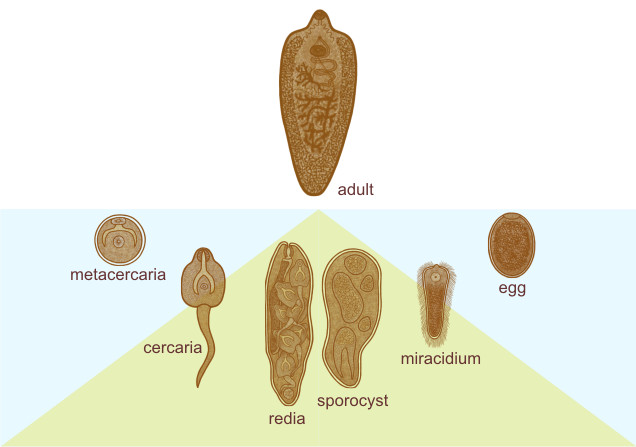 adult
metacercaria
egg
cercaria
miracidium
sporocyst
redia